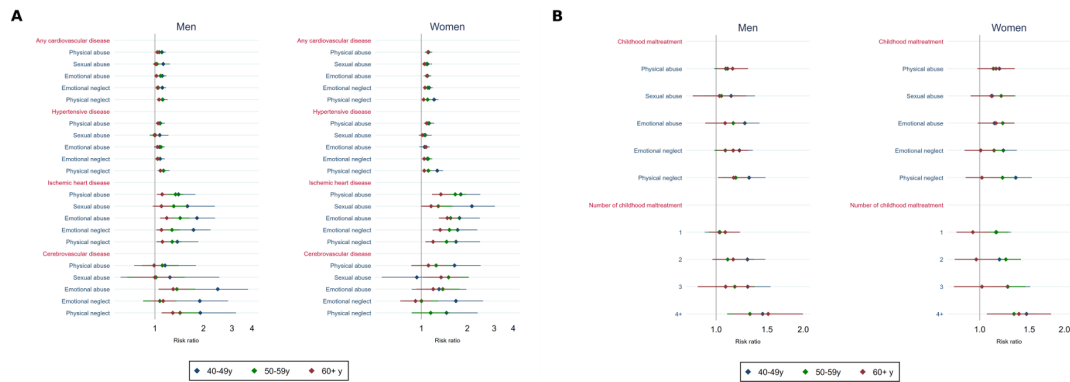 A
B
Men
Women
Any cardiovascular disease
Physical abuse
Sexual abuse
Emotional abuse
Emotional neglect
Physical neglect
Hypertensive disease
Physical abuse
Sexual abuse
Emotional abuse
Emotional neglect
Physical neglect
Ischemic heart disease
Physical abuse
Sexual abuse
Emotional abuse
Emotional neglect
Physical neglect
Cerebrovascular disease
Physical abuse
Sexual abuse
Emotional abuse
Emotional neglect
Physical neglect
1 2 3 4
Risk ratio
Any cardiovascular disease
Physical abuse
Sexual abuse
Emotional abuse
Emotional neglect
Physical neglect
Hypertensive disease
Physical abuse
Sexual abuse
Emotional abuse
Emotional neglect
Physical neglect
Ischemic heart disease
Physical abuse
Sexual abuse
Emotional abuse
Emotional neglect
Physical neglect
Cerebrovascular disease
Physical abuse
Sexual abuse
Emotional abuse
Emotional neglect
Physical neglect
1 2 3 4
Risk ratio
40-49y 50-59y 60+ y
Men
Women
Childhood maltreatment
Physical abuse
Sexual abuse
Emotional abuse
Emotional neglect
Physical neglect
Number of childhood maltreatment
1
2
3
4+
1.0 1.5 2.0
Risk ratio
Childhood maltreatment
Physical abuse
Sexual abuse
Emotional abuse
Emotional neglect
Physical neglect
Number of childhood maltreatment
1
2
3
4+
1.0 1.5 2.0
Risk ratio
40-49y 50-59y 60+ y